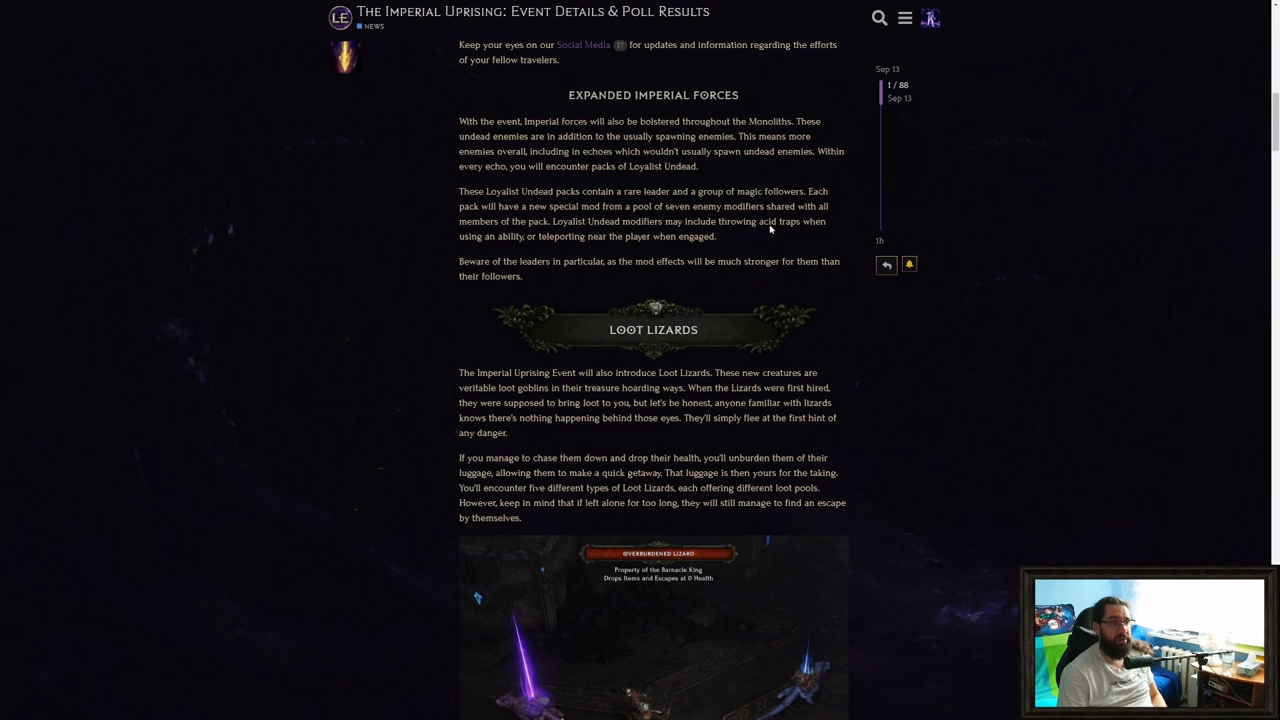 The Imperial Uprising: Event Details & Poll Results
LE
NEWS
Keep your eyes on our Social Media 37 for updates and information regarding the efforts
of your fellow travelers.
Sep 13
1 / 88
Sep 13
EXPANDED IMPERIAL FORCES
With the event, Imperial forces will also be bolstered throughout the Monoliths. These
undead enemies are in addition to the usually spawning enemies. This means more
enemies overall, including in echoes which wouldn't usually spawn undead enemies. Within
every echo, you will encounter packs of Loyalist Undead.
These Loyalist Undead packs contain a rare leader and a group of magic followers. Each
pack will have a new special mod from a pool of seven enemy modifiers shared with all
members of the pack. Loyalist Undead modifiers may include throwing acid traps when
using an ability, or teleporting near the player when engaged.
1h
Beware of the leaders in particular, as the mod effects will be much stronger for them than
their followers.
LOOT LIZARDS
The Imperial Uprising Event will also introduce Loot Lizards. These new creatures are
veritable loot goblins in their treasure hoarding ways. When the Lizards were first hired,
they were supposed to bring loot to you, but let's be honest, anyone familiar with lizards
knows there's nothing happening behind those eyes. They'll simply flee at the first hint of
any danger.
If you manage to chase them down and drop their health, you'll unburden them of their
luggage, allowing them to make a quick getaway. That luggage is then yours for the taking.
You'll encounter five different types of Loot Lizards, each offering different loot pools.
However, keep in mind that if left alone for too long, they will still manage to find an escape
by themselves.
OVERBURDENED LIZARD
Property of the Barnacle King
Drops Items and Escapes at 0 Health